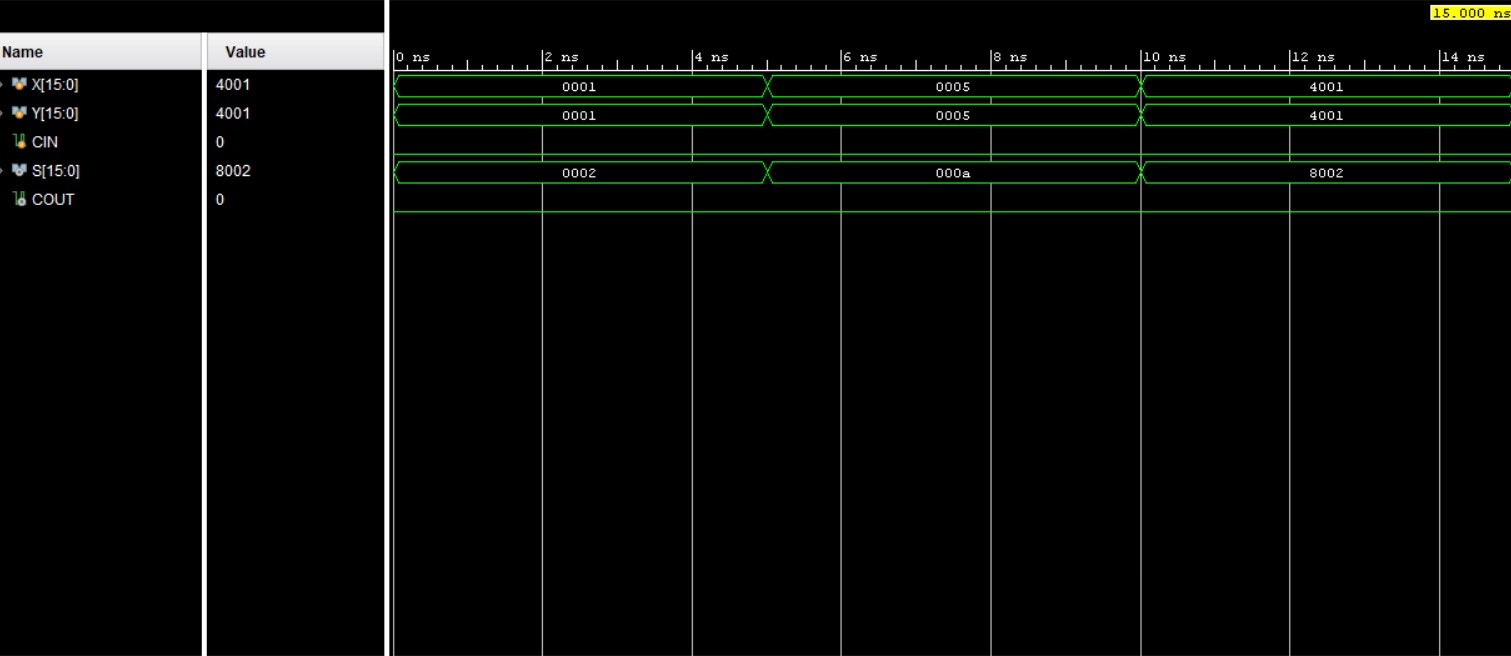 15.000 ns
Name Value
0 ns 2 ns 4 ns 6 ns 8 ns 10 ns 12 ns 14 ns
X[15:0] 4001 0001 0005 4001
Y[15:0] 4001 0001 0005 4001
CIN 0
S[15:0] 8002 0002 000a 8002
COUT 0